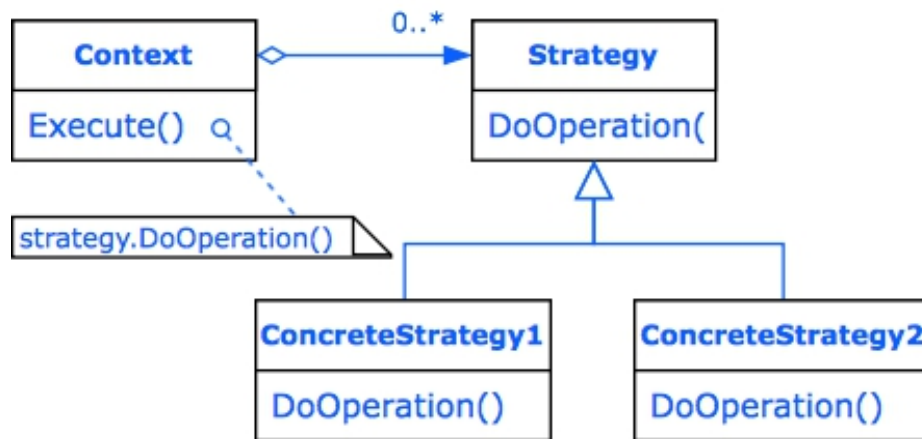 0..*
Context
Strategy
Execute()
DoOperation(
strategy.DoOperation()
ConcreteStrategy1
ConcreteStrategy2
DoOperation()
DoOperation()